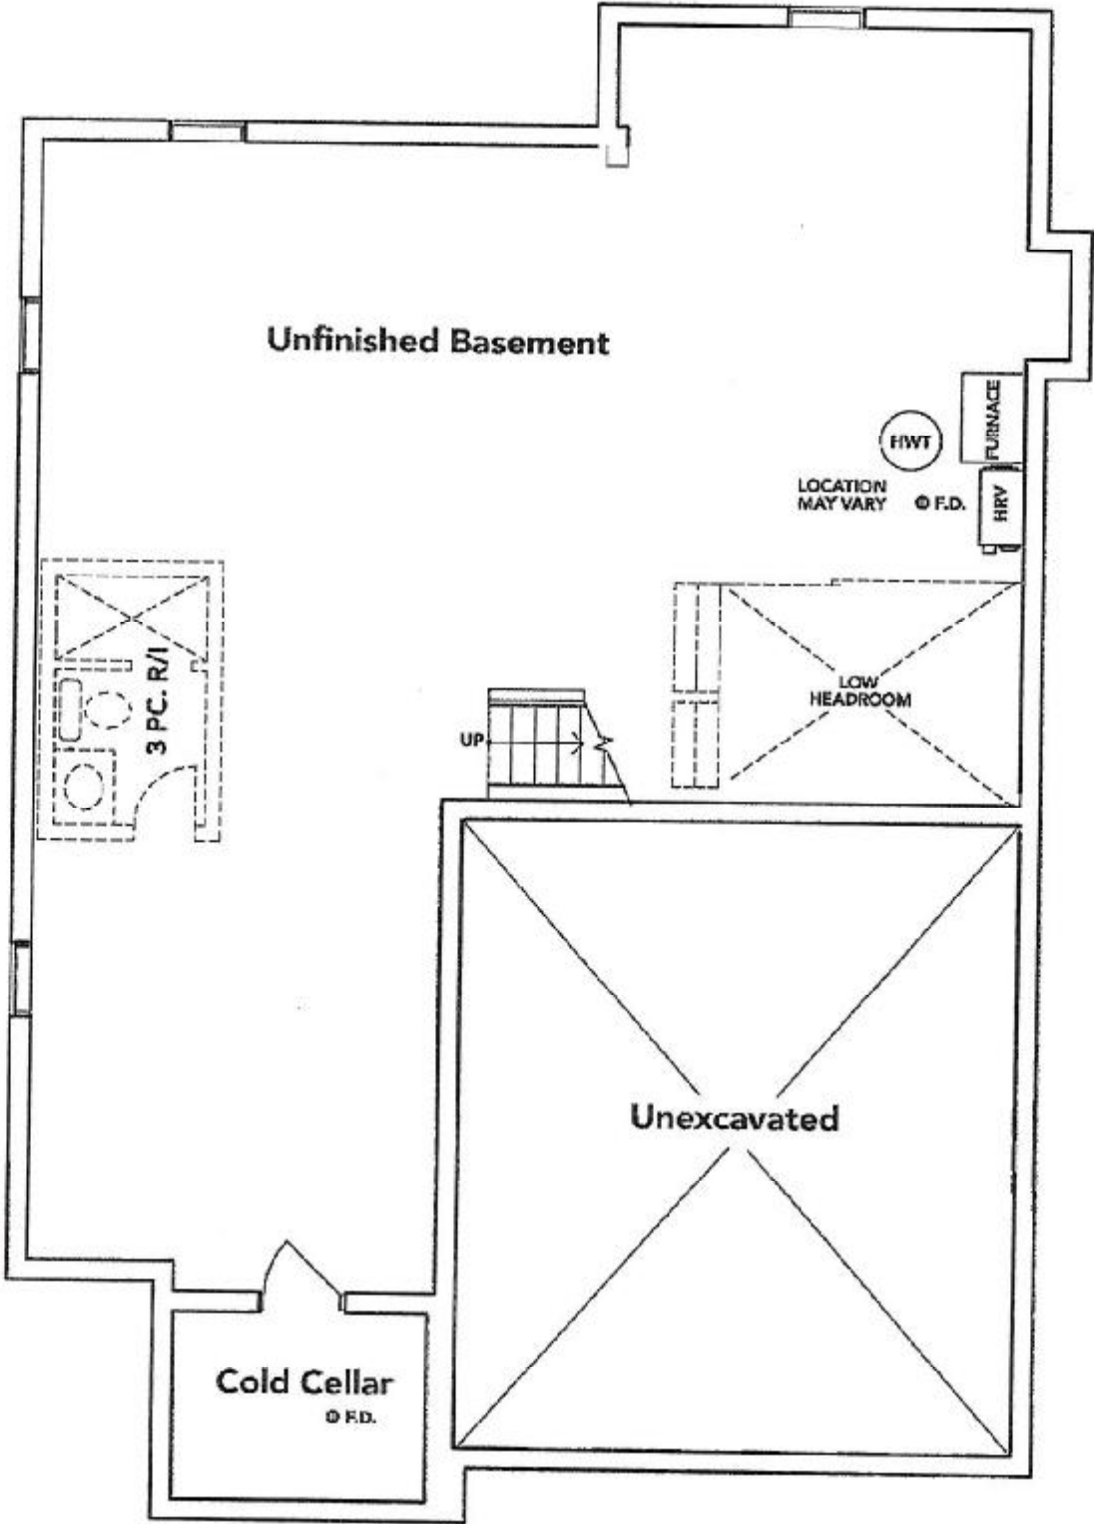 Unfinished Basement
FURNACE
HWT
LOCATION
MAY VARY
F.D.
HRV
3 PC. R/I
LOW
HEADROOM
UP
Unexcavated
Cold Cellar
F.D.